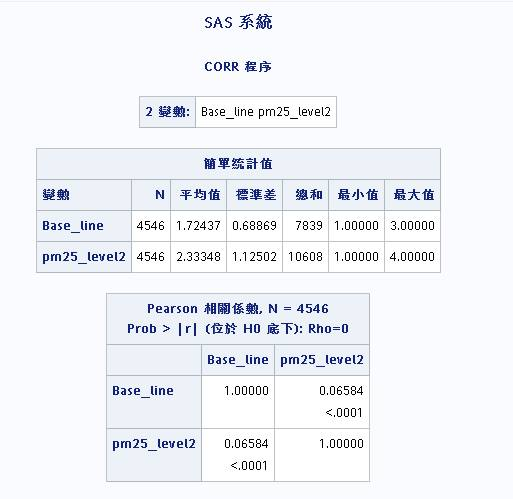 SAS 系統
CORR 程序
2 變數: Base_line pm25_level2
簡單統計值
變數 N 平均值 標準差 總和 最小值 最大值
Base_line 4546 1.72437 0.68869 7839 1.00000 3.00000
pm25_level2 4546 2.33348 1.12502 10608 1.00000 4.00000
Pearson 相關係數, N = 4546
Prob > |r| (位於 H0 底下): Rho=0
Base_line pm25_level2
Base_line 1.00000 0.06584
<.0001
pm25_level2 0.06584 1.00000
<.0001